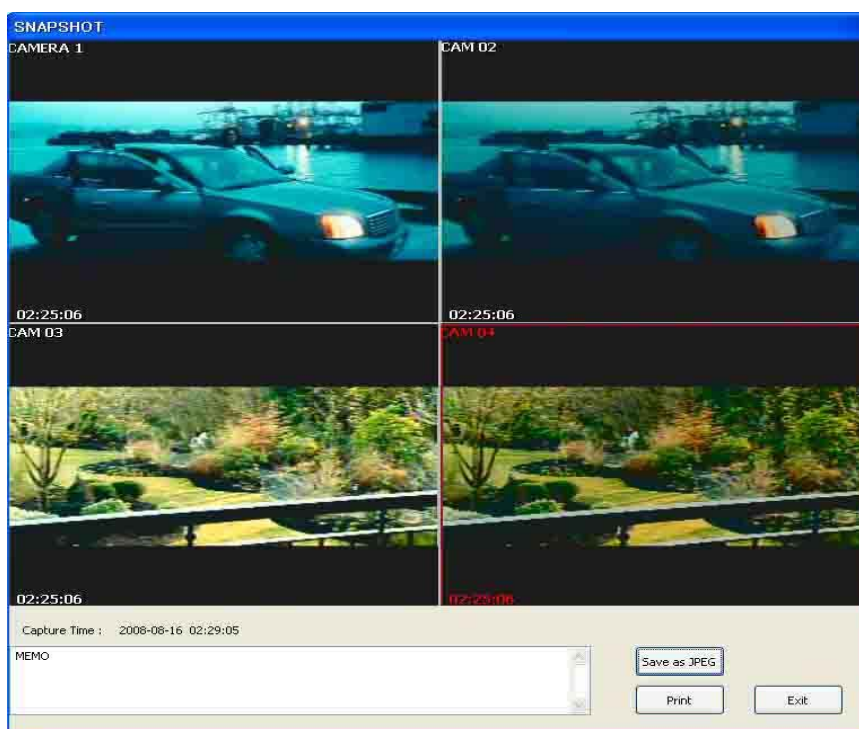 SNAPSHOT
CAMERA 1
CAM 02
02:25:06
02:25:06
CAM 03
CAM 04
02:25:06
02:25:06
Capture Time : 2008-08-16 02:29:05
MEMO
Save as JPEG
Print
Exit